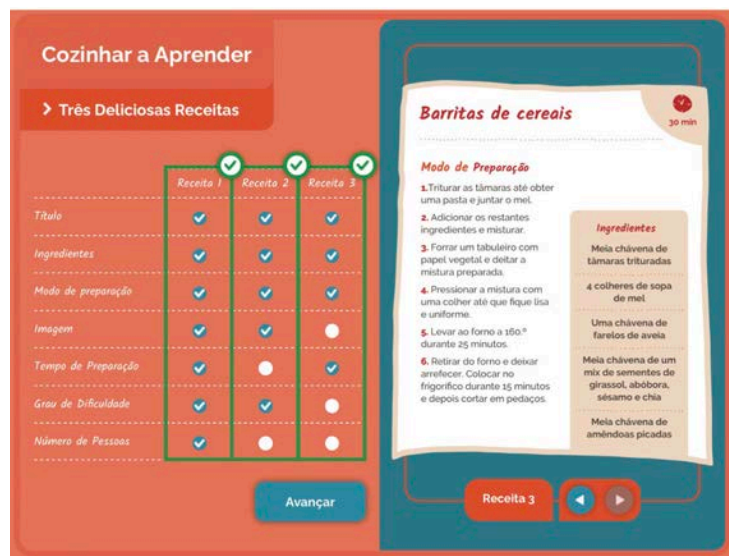 Cozinhar a Aprender
Três Deliciosas Receitas
Receita 1 Receita 2 Receita 3
Título
Ingredientes
Modo de preparação
Imagem
Tempo de Preparação
Grau de Dificuldade
Número de Pessoas
Avançar
Barritas de cereais
30 min
Modo de Preparação
1.Triturar as tâmaras até obter
uma pasta e juntar o mel.
2. Adicionar os restantes
ingredientes e misturar.
3. Forrar um tabuleiro com
papel vegetal e deitar a
mistura preparada.
4. Pressionar a mistura com
uma colher até que fique lisa
e uniforme.
5. Levar ao forno a 160.º
durante 25 minutos.
6. Retirar do forno e deixar
arrefecer. Colocar no
frigorífico durante 15 minutos
e depois cortar em pedaços.
Ingredientes
Meia chávena de
tâmaras trituradas
4 colheres de sopa
de mel
Uma chávena de
farelos de aveia
Meia chávena de um
mix de sementes de
girassol, abóbora,
sésamo e chia
Meia chávena de
amêndoas picadas
Receita 3